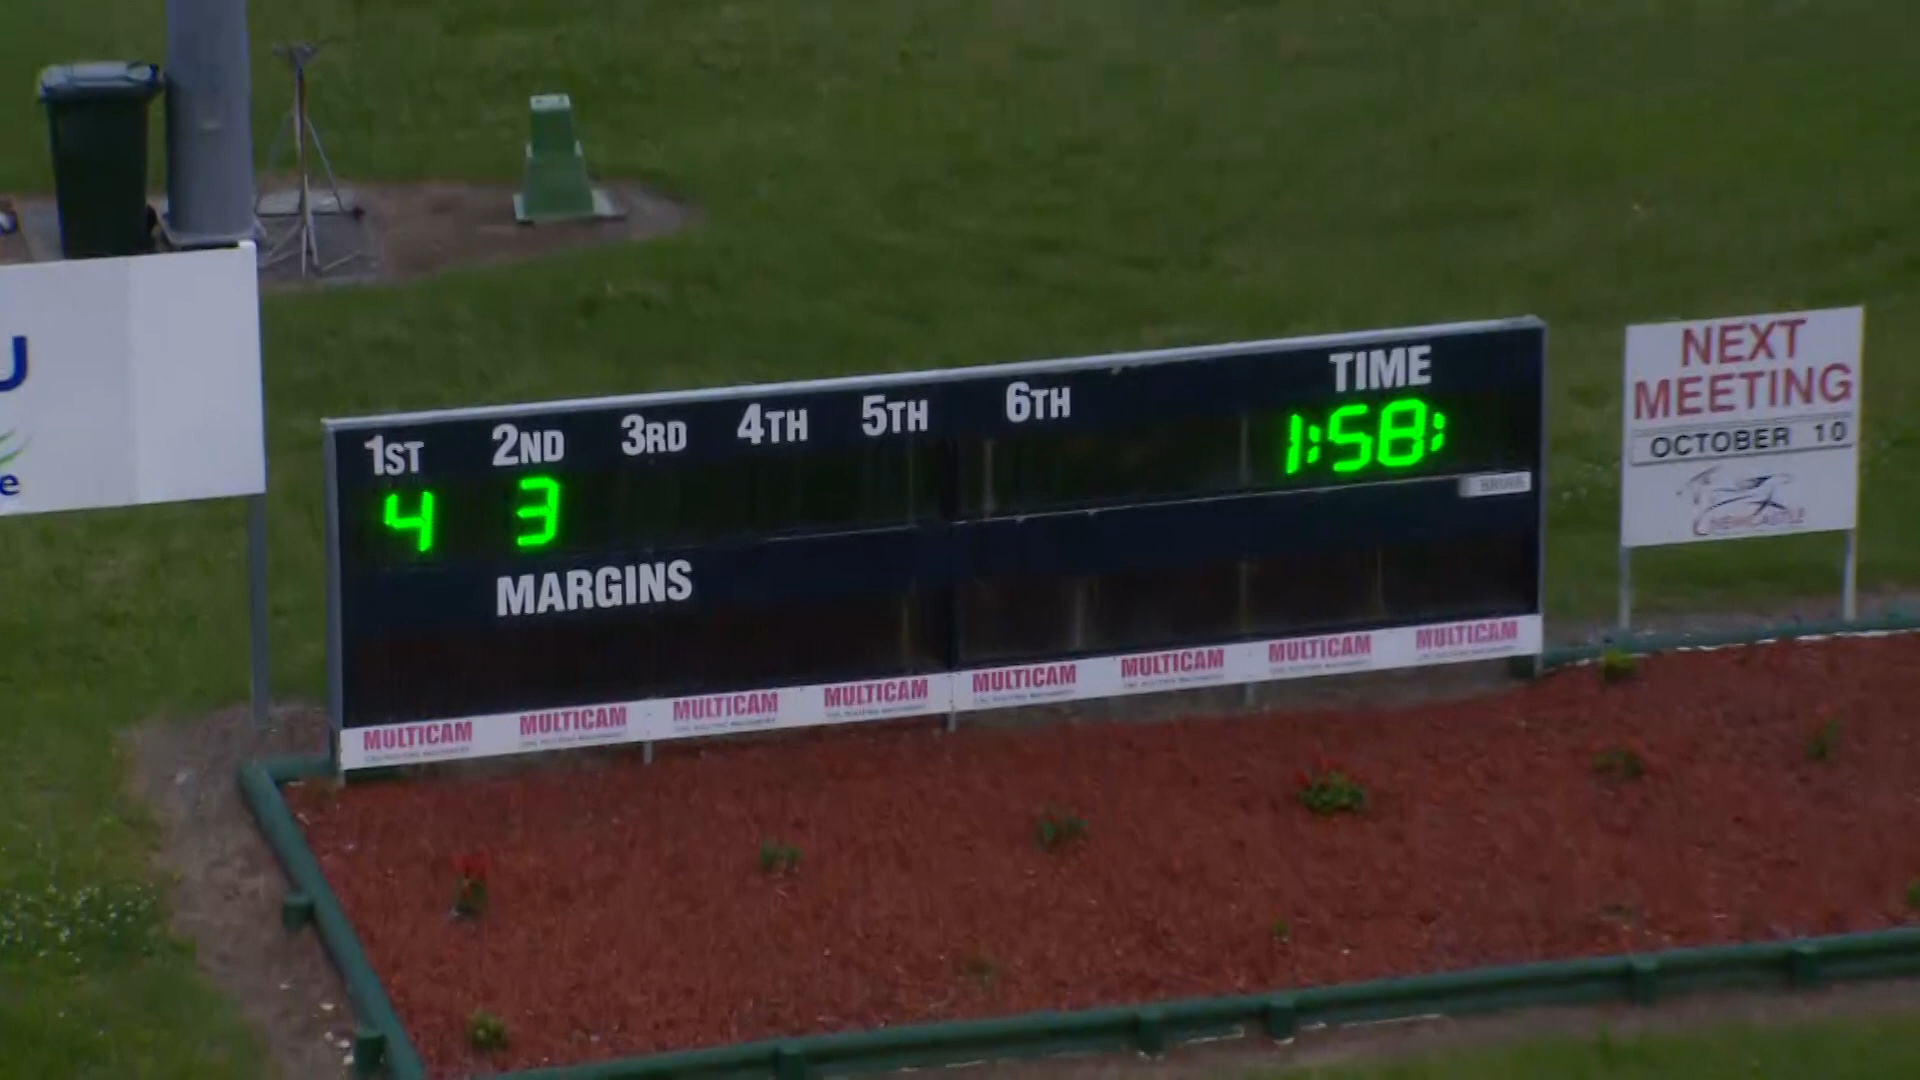 U
e
1ST 2ND 3RD 4TH 5TH 6TH TIME
4 3 1:58:
MARGINS
MULTICAM MULTICAM MULTICAM MULTICAM MULTICAM MULTICAM MULTICAM MULTICAM
NEXT
MEETING
OCTOBER 10
NEWCASTLE